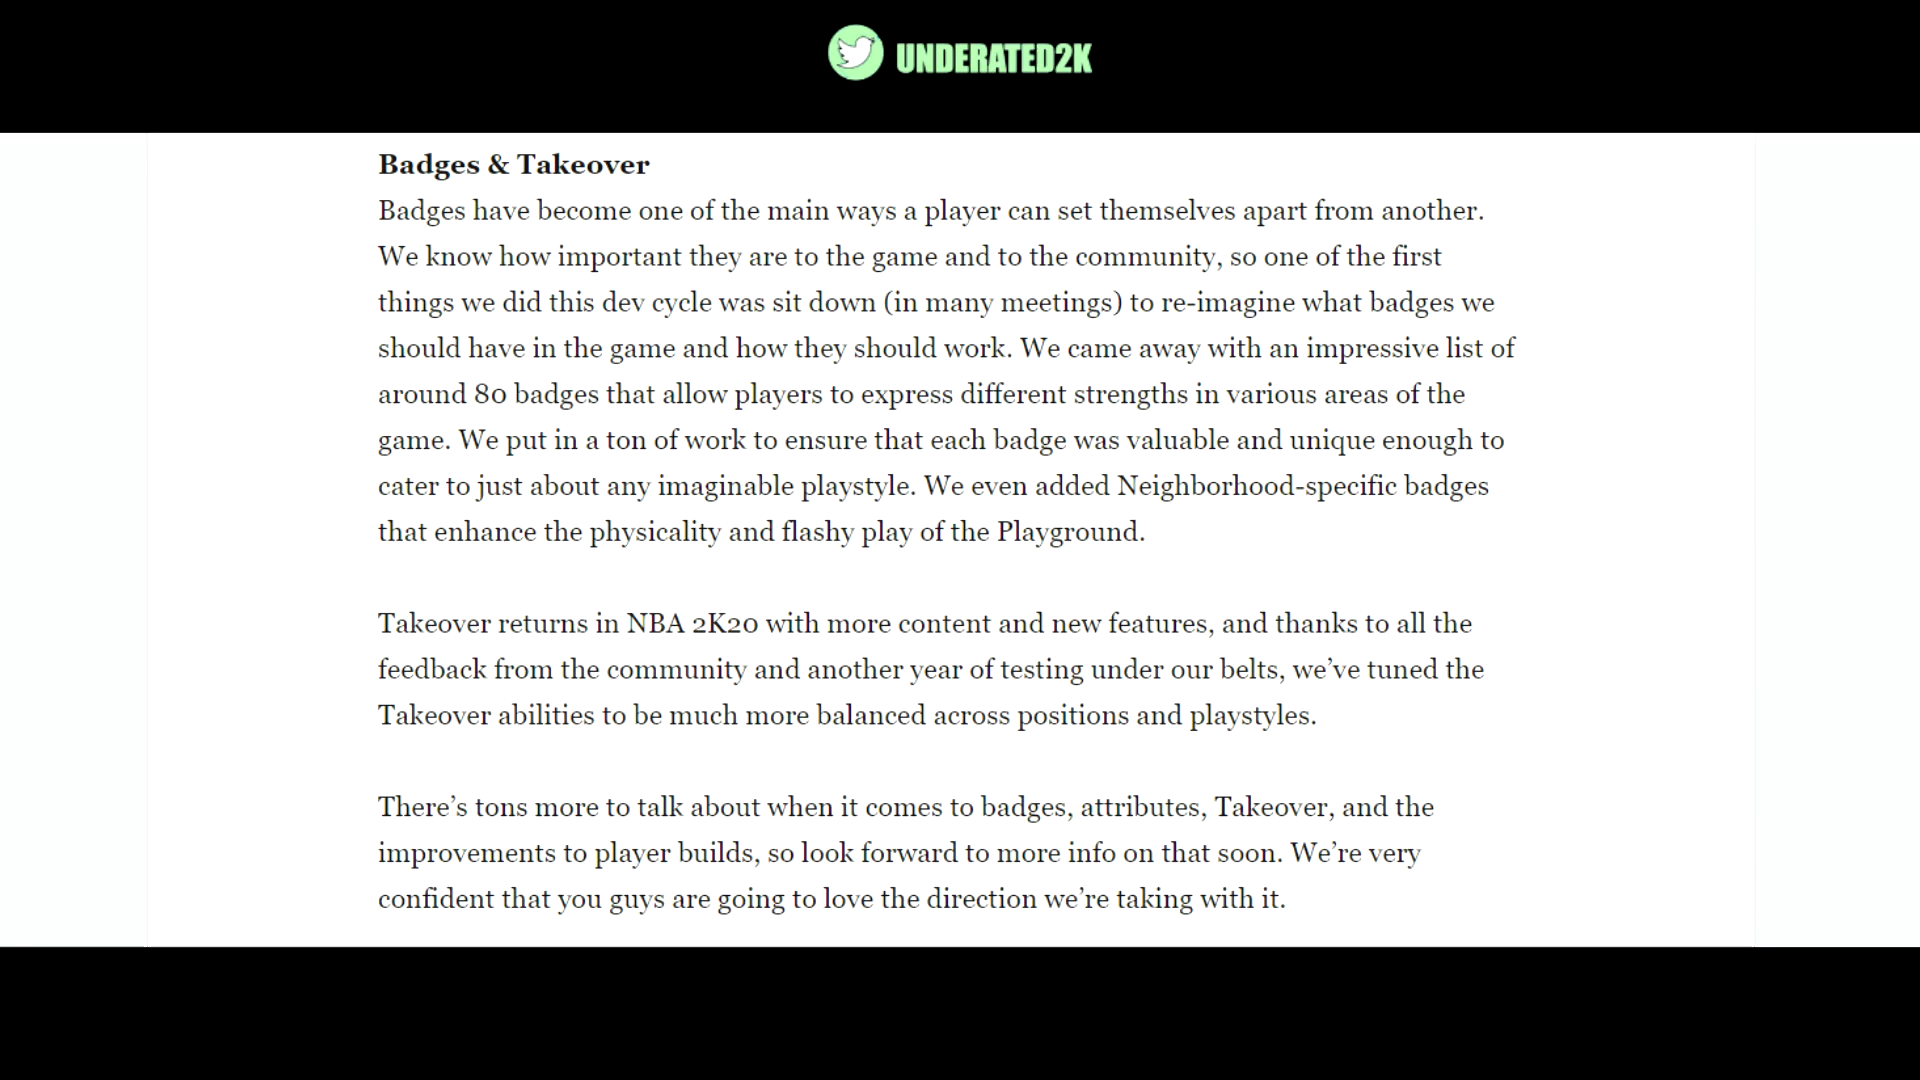 UNDERATED2K
Badges & Takeover
Badges have become one of the main ways a player can set themselves apart from another.
We know how important they are to the game and to the community, so one of the first
things we did this dev cycle was sit down (in many meetings) to re-imagine what badges we
should have in the game and how they should work. We came away with an impressive list of
around 80 badges that allow players to express different strengths in various areas of the
game. We put in a ton of work to ensure that each badge was valuable and unique enough to
cater to just about any imaginable playstyle. We even added Neighborhood-specific badges
that enhance the physicality and flashy play of the Playground.
Takeover returns in NBA 2K20 with more content and new features, and thanks to all the
feedback from the community and another year of testing under our belts, we’ve tuned the
Takeover abilities to be much more balanced across positions and playstyles.
There’s tons more to talk about when it comes to badges, attributes, Takeover, and the
improvements to player builds, so look forward to more info on that soon. We’re very
confident that you guys are going to love the direction we’re taking with it.